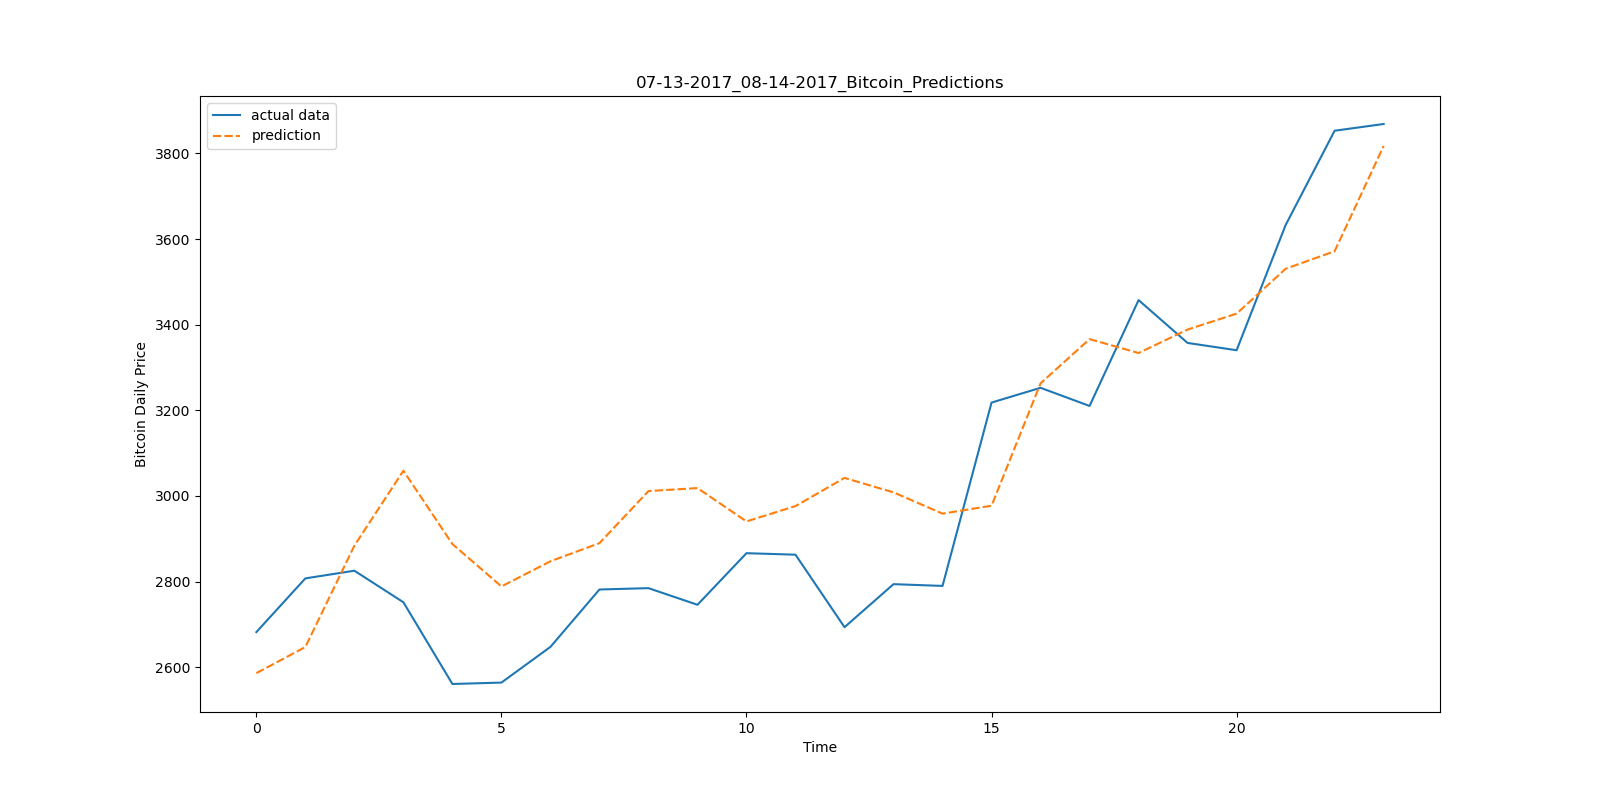 07-13-2017_08-14-2017_Bitcoin_Predictions
actual data
prediction
3800
3600
3400
3200
3000
2800
2600
Bitcoin Daily Price
0 5 10 15 20
Time